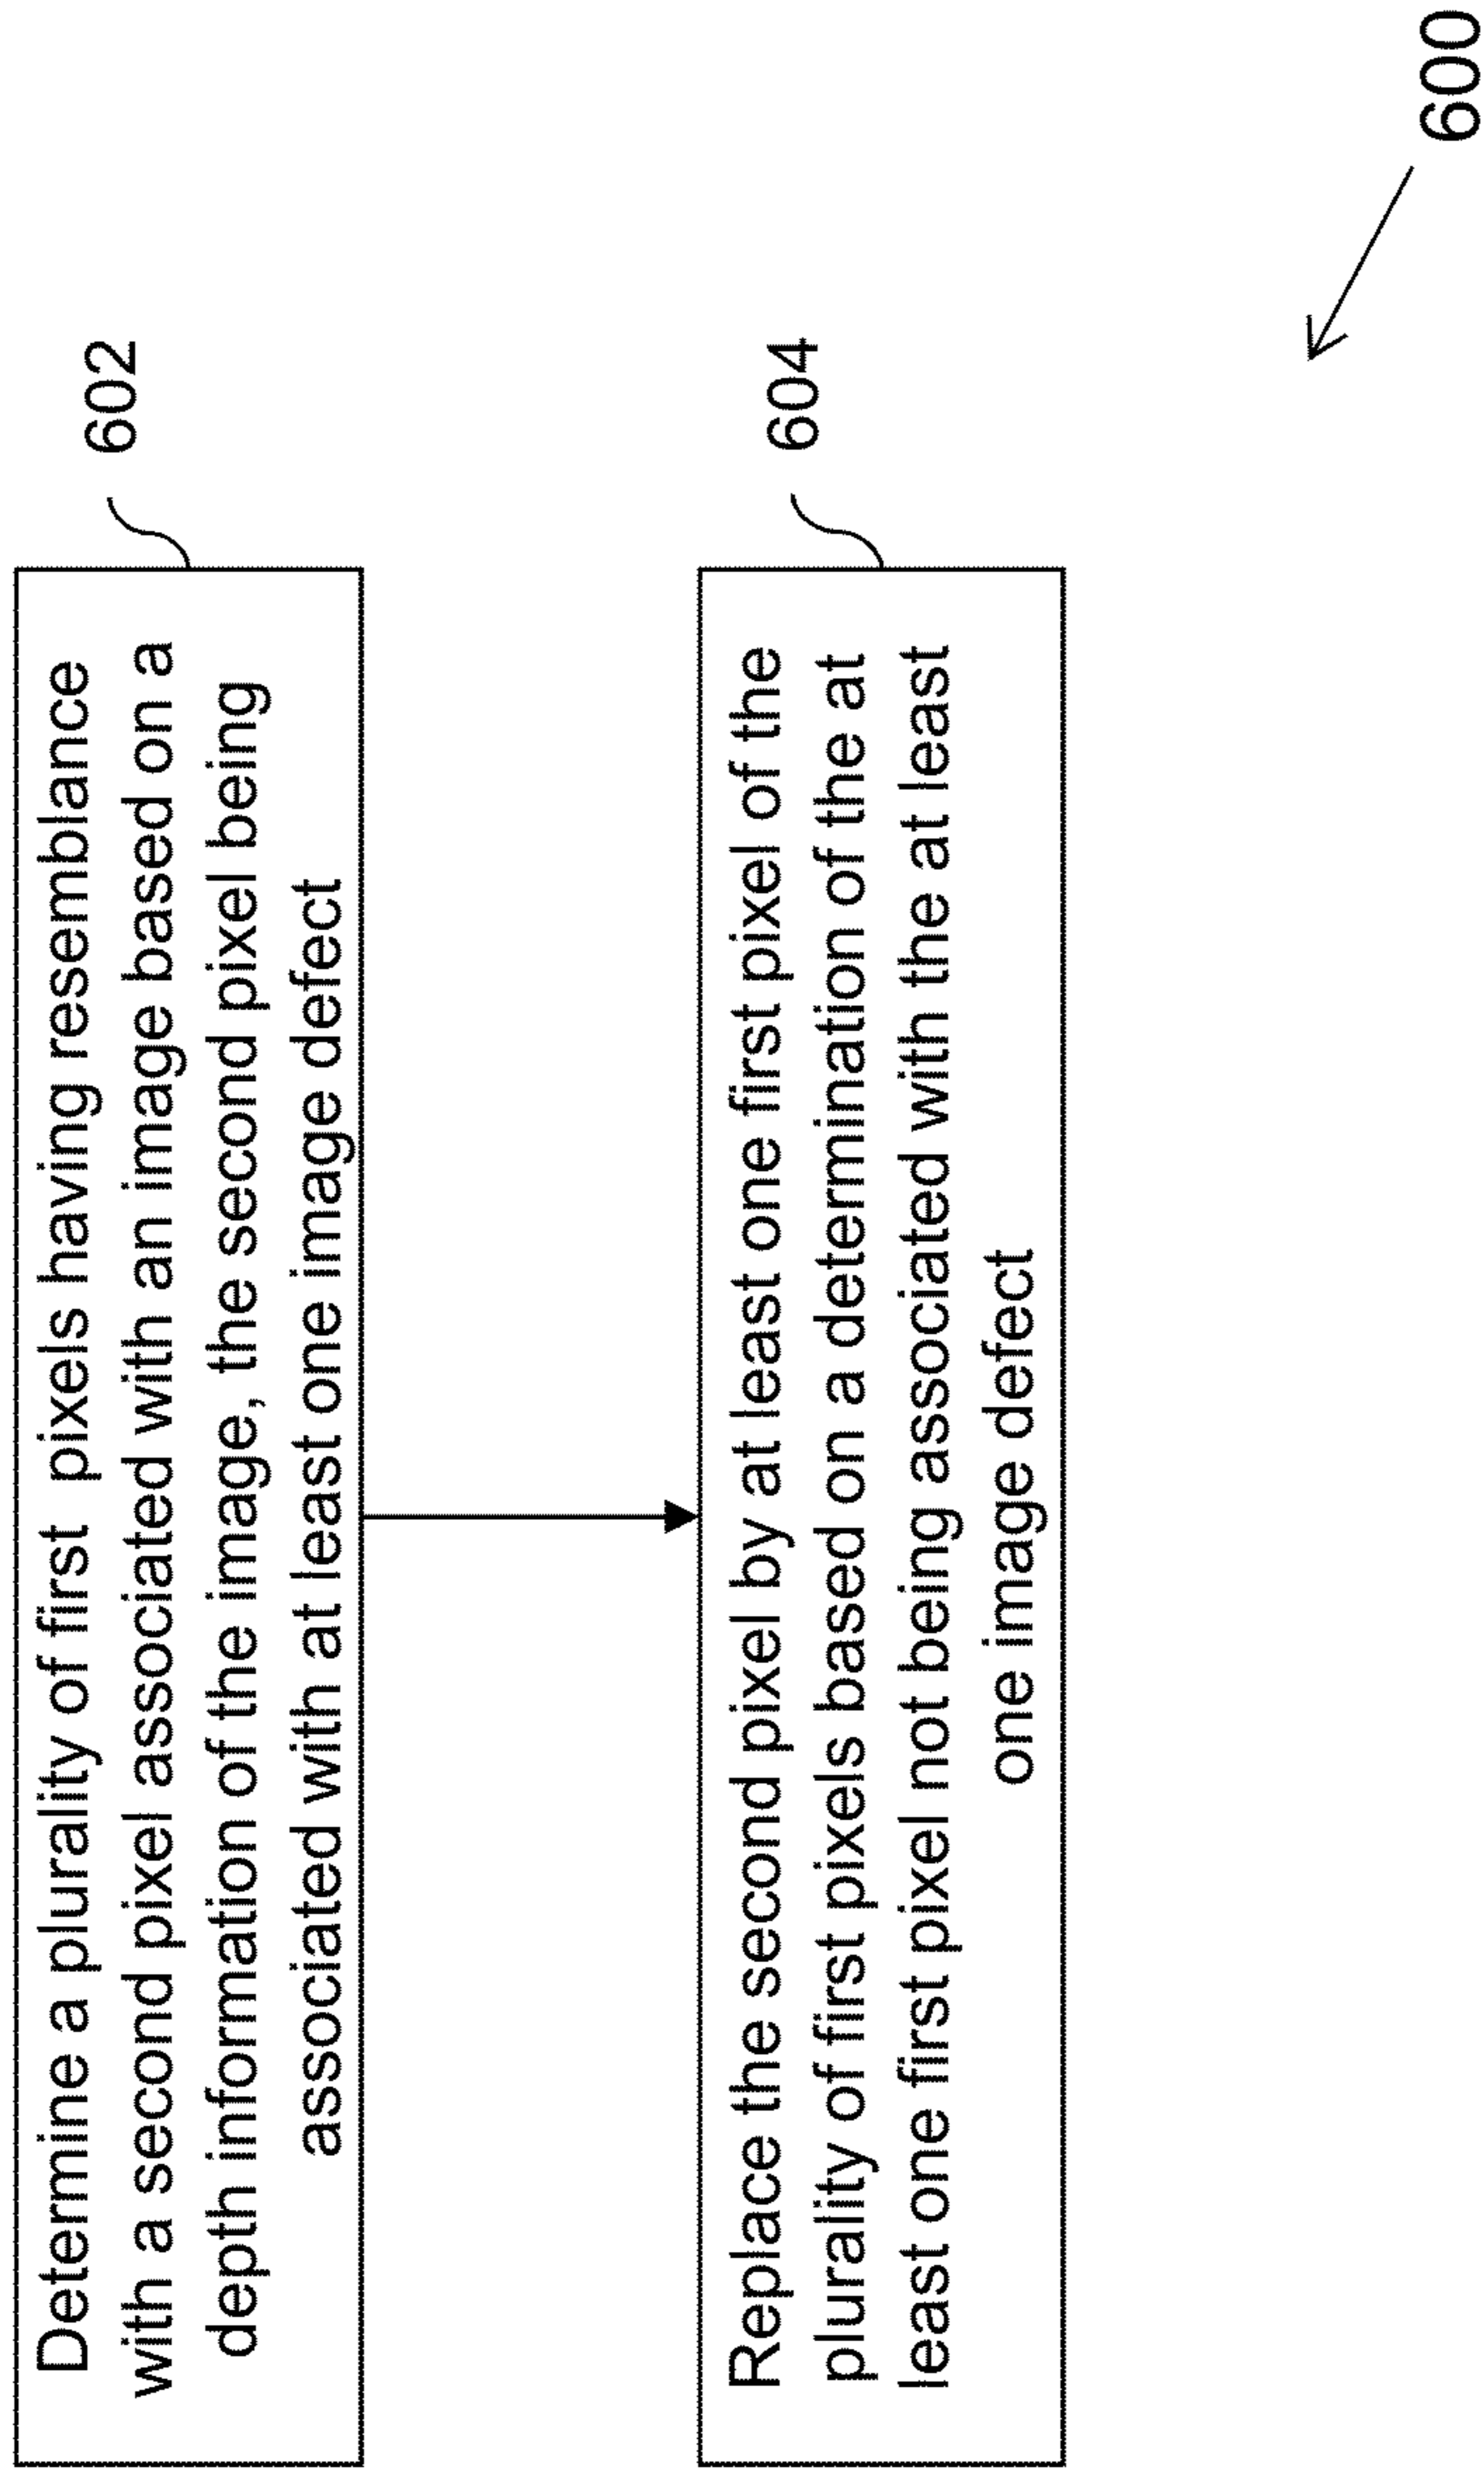 Determine a plurality of first pixels having resemblance
with a second pixel associated with an image based on a
depth information of the image, the second pixel being
associated with at least one image defect
602
Replace the second pixel by at least one first pixel of the
plurality of first pixels based on a determination of the at
least one first pixel not being associated with the at least
one image defect
604
600